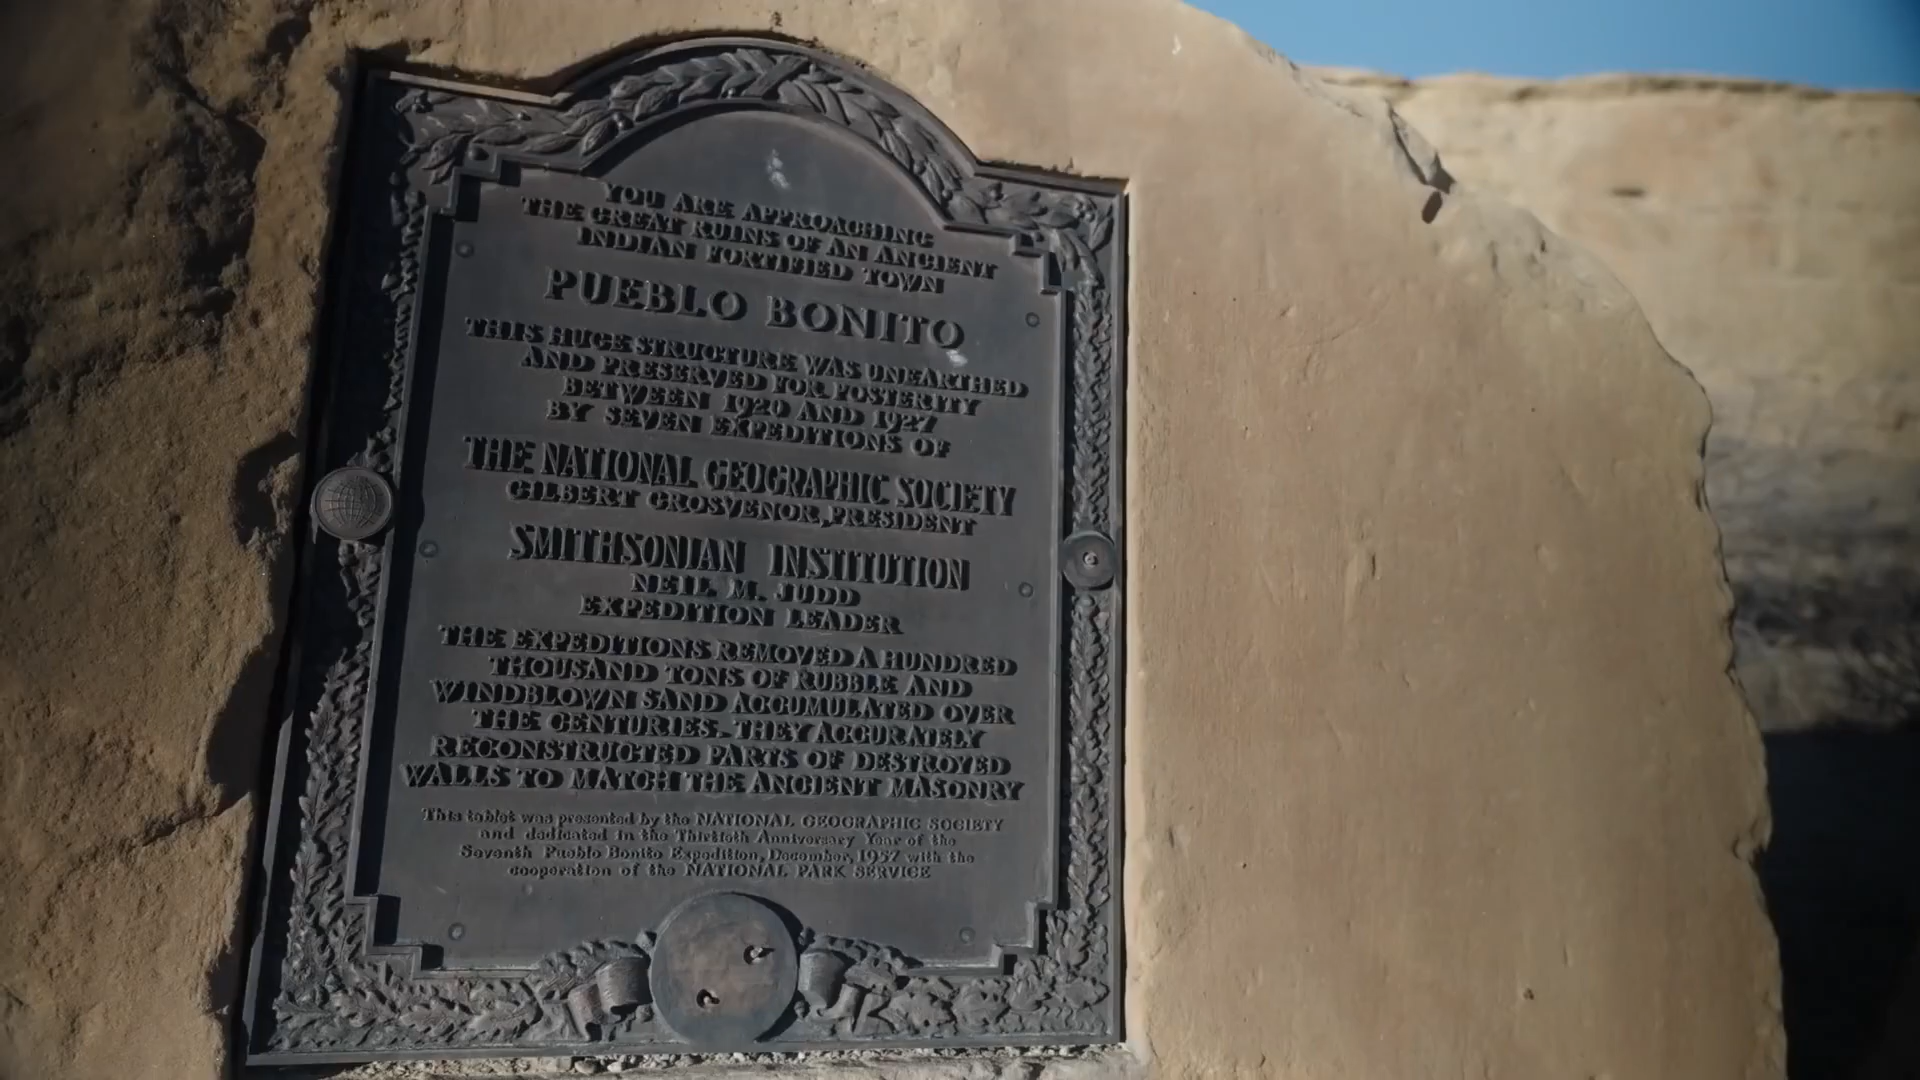 YOU ARE APPROACHING
THE GREAT RUINS OF AN ANCIENT
INDIAN FORTIFIED TOWN
PUEBLO BONITO
THIS HUGE STRUCTURE WAS UNEARTHED
AND PRESERVED FOR POSTERITY
BETWEEN 1920 AND 1927
BY SEVEN EXPEDITIONS OF
THE NATIONAL GEOGRAPHIC SOCIETY
GILBERT GROSVENOR, PRESIDENT
SMITHSONIAN INSTITUTION
NEIL M. JUDD
EXPEDITION LEADER
THE EXPEDITIONS REMOVED A HUNDRED
THOUSAND TONS OF RUBBLE AND
WINDBLOWN SAND ACCUMULATED OVER
THE CENTURIES. THEY ACCURATELY
RECONSTRUCTED PARTS OF DESTROYED
WALLS TO MATCH THE ANCIENT MASONRY
This tablet was presented by the NATIONAL GEOGRAPHIC SOCIETY
and dedicated in the Thirtieth Anniversary Year of the
Seventh Pueblo Bonito Expedition, December, 1957 with the
cooperation of the NATIONAL PARK SERVICE